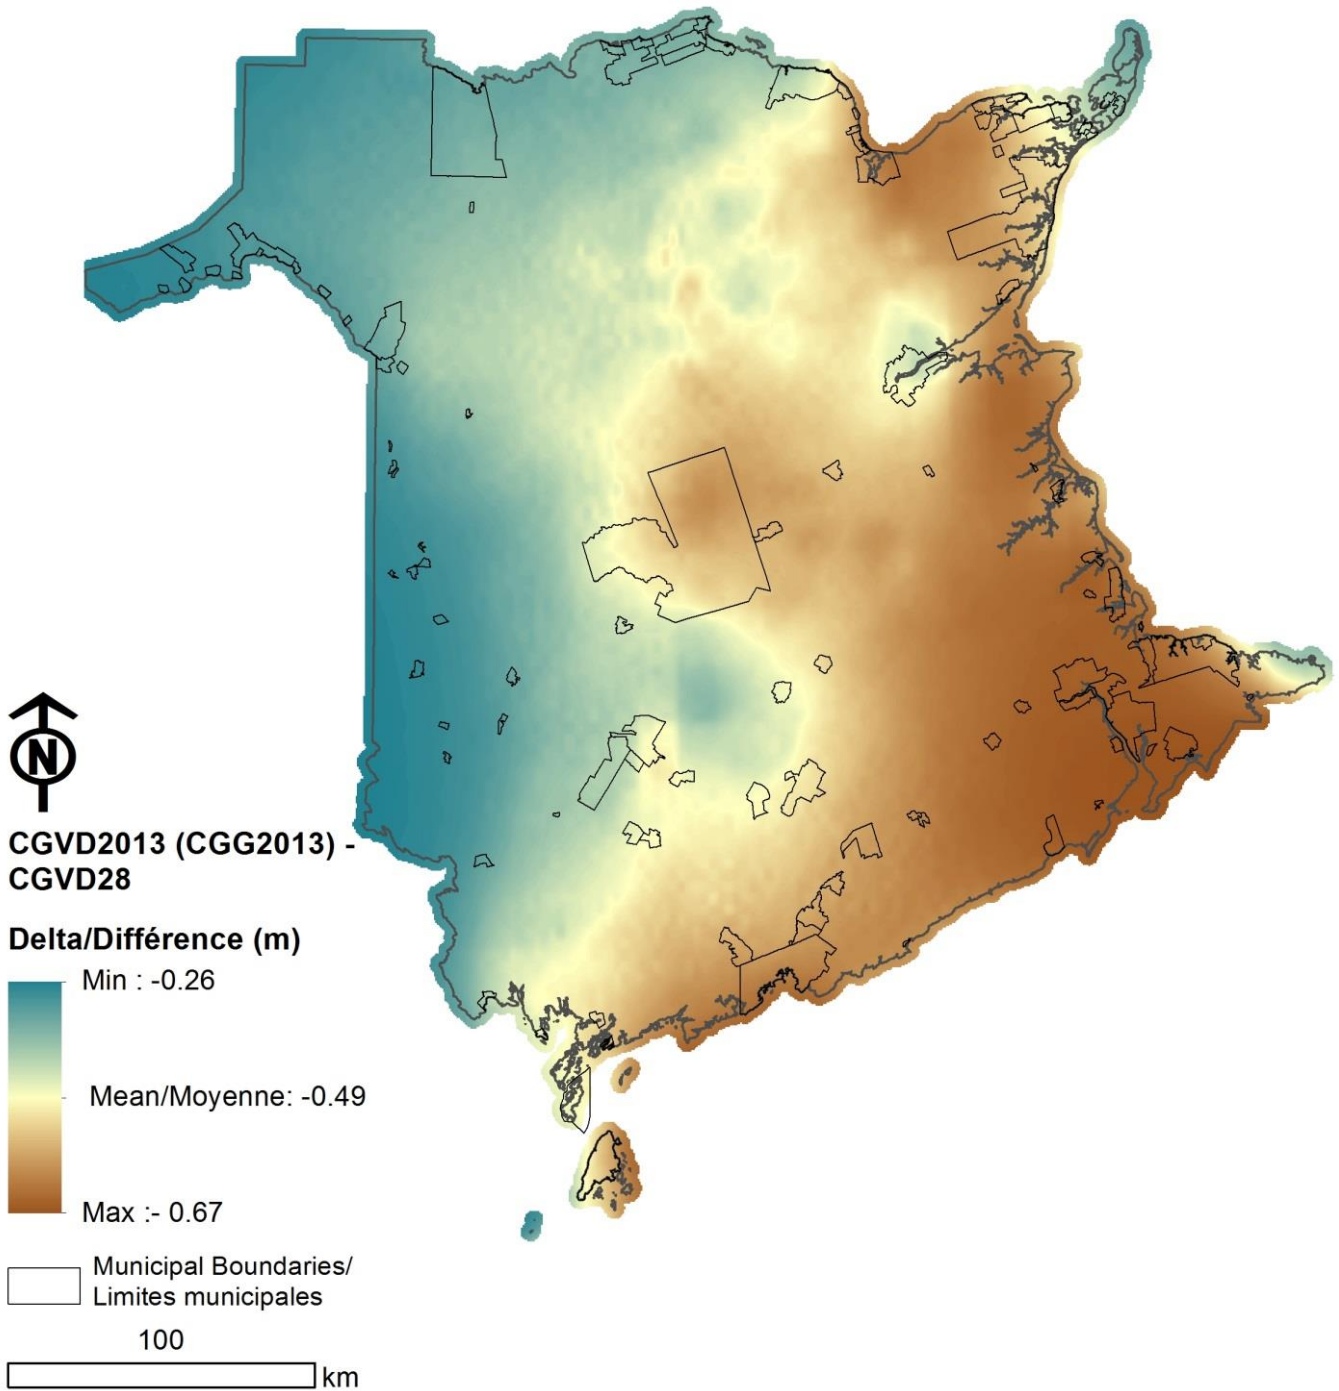 N
CGVD2013 (CGG2013) -
CGVD28
Delta/Différence (m)
Min : -0.26
Mean/Moyenne: -0.49
Max :- 0.67
Municipal Boundaries/
Limites municipales
100
km